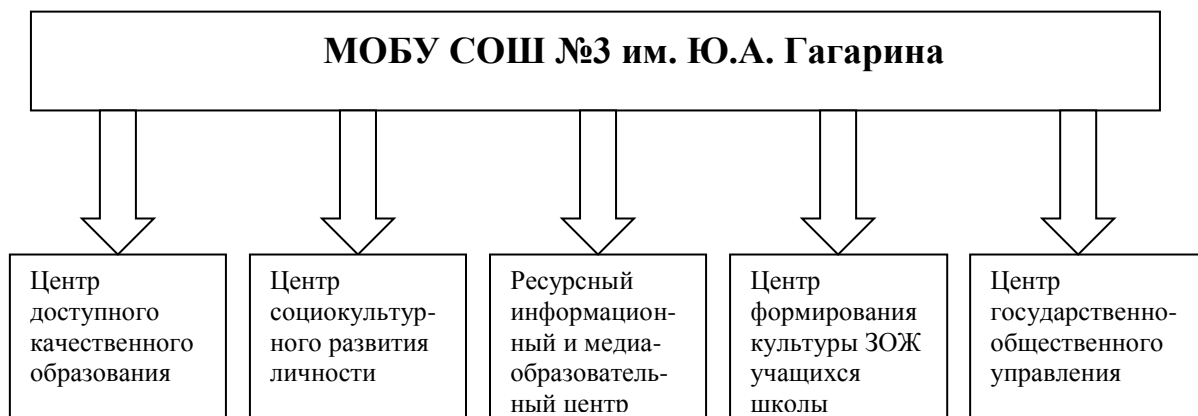 МОБУ СОШ №3 им. Ю.А. Гагарина
Центр
доступного
качественного
образования
Центр
социокультур-
ного развития
личности
Ресурсный
информацион-
ный и медиа-
образователь-
ный центр
Центр
формирования
культуры ЗОЖ
учащихся
школы
Центр
государственно-
общественного
управления